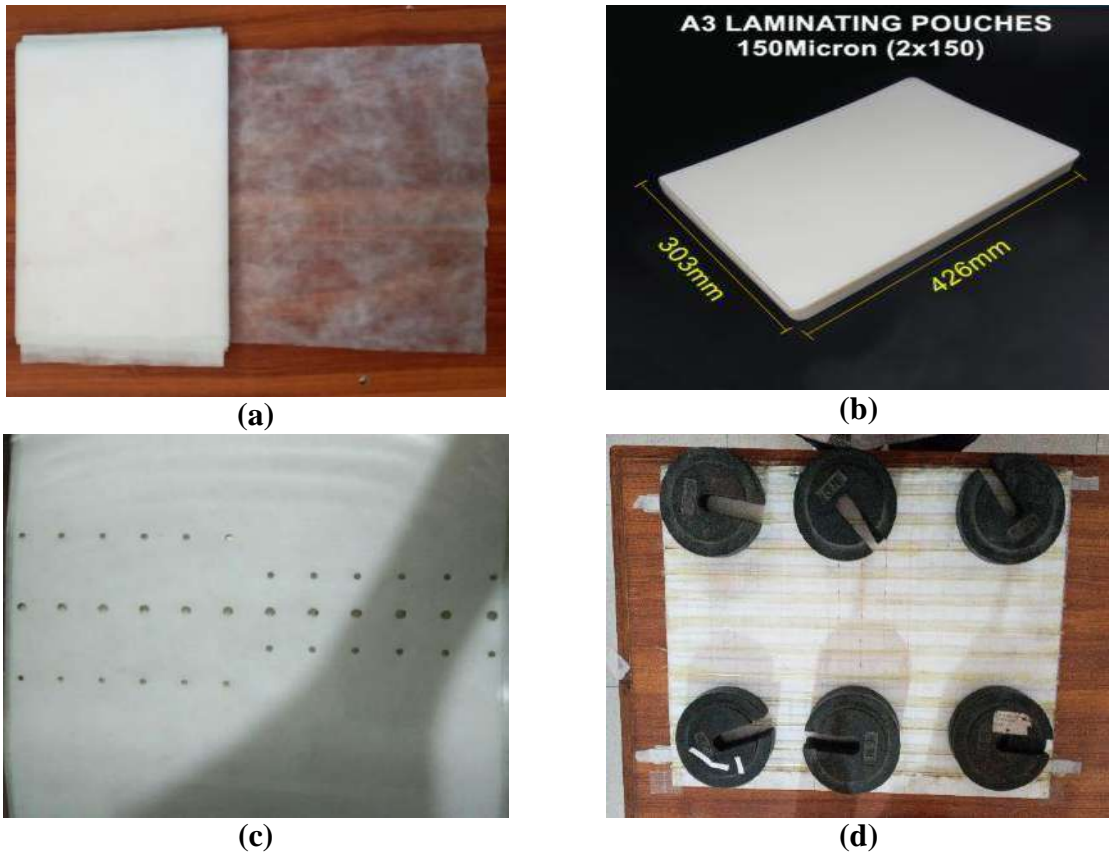 A3 LAMINATING POUCHES
150Micron (2x150)
303mm
426mm
(a)
(b)
(c)
(d)